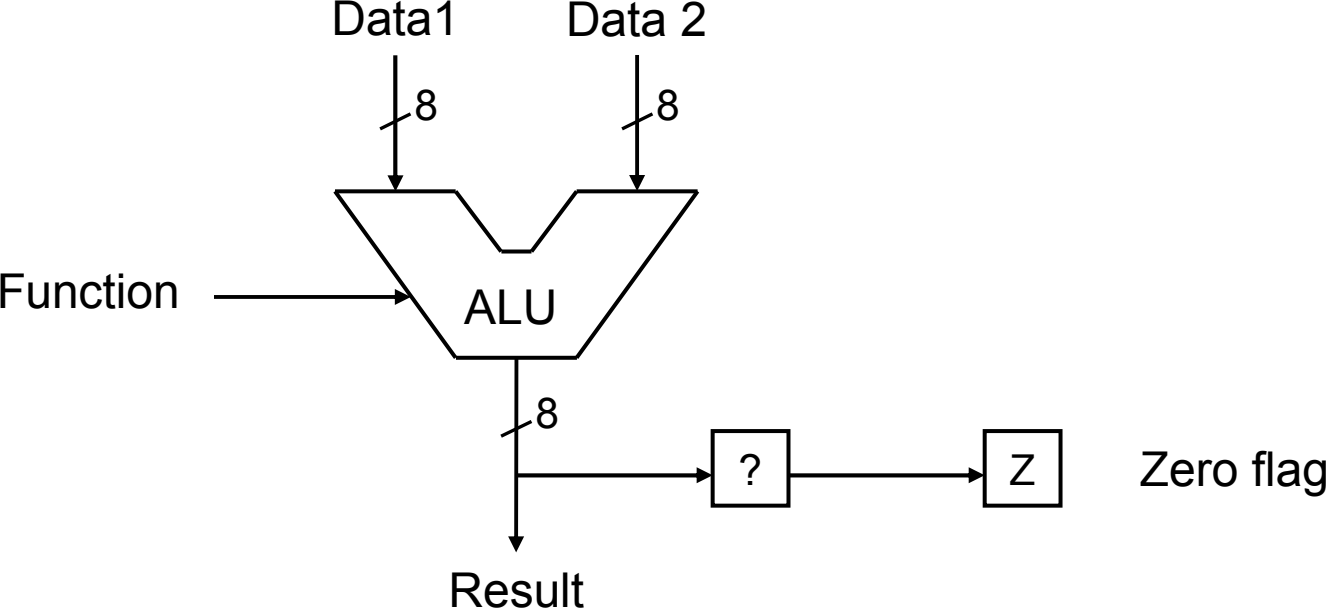 Data1 Data 2
8 8
Function
ALU
8
? Z Zero flag
Result